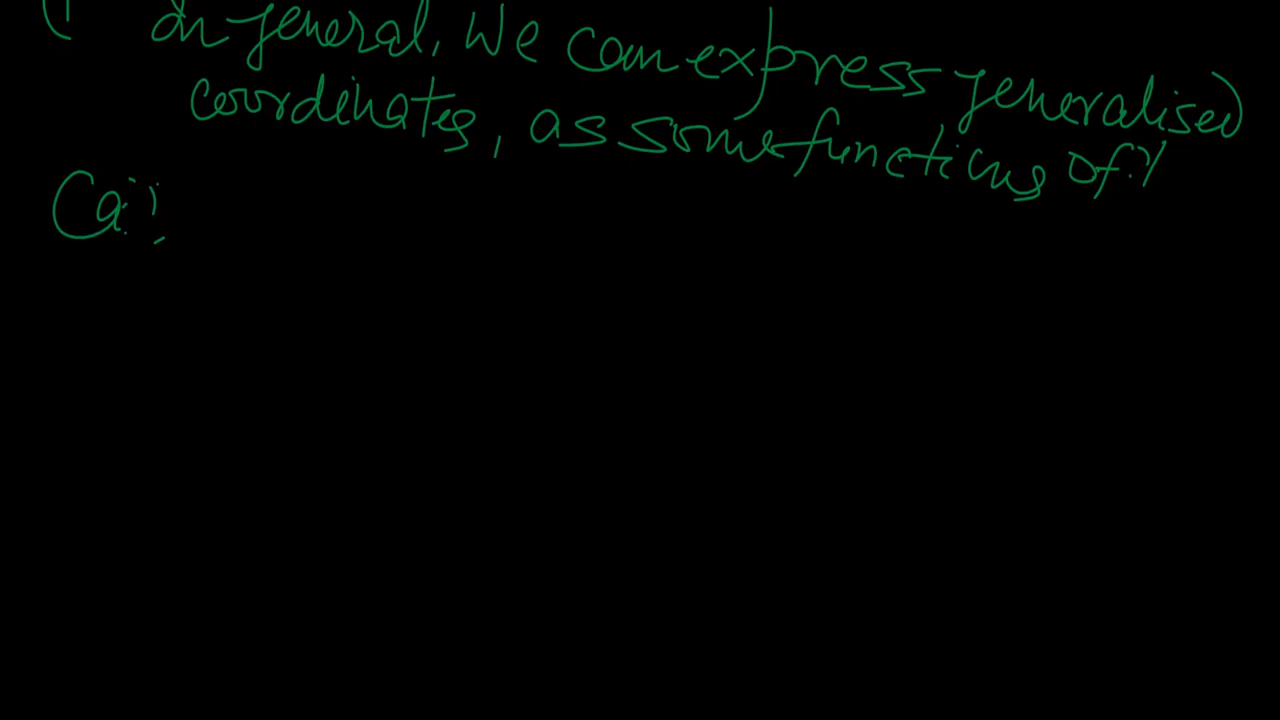 ( In general, we can express generalised
coordinates, as some functions of
Ca